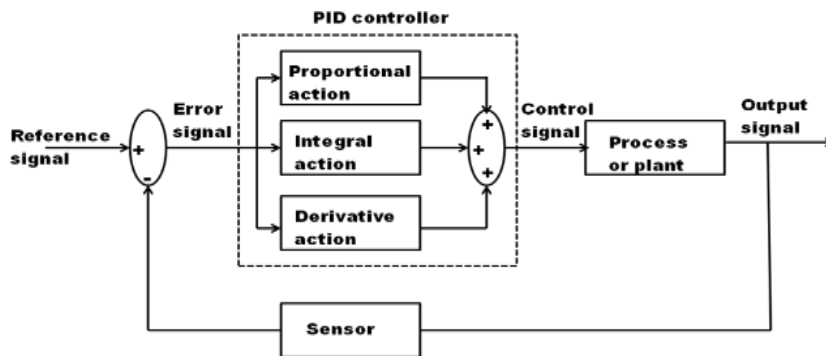 PID controller
Proportional
action
Error
signal
Control
signal
Output
signal
Reference
signal
+
-
Integral
action
+
+
+
Process
or plant
Derivative
action
Sensor